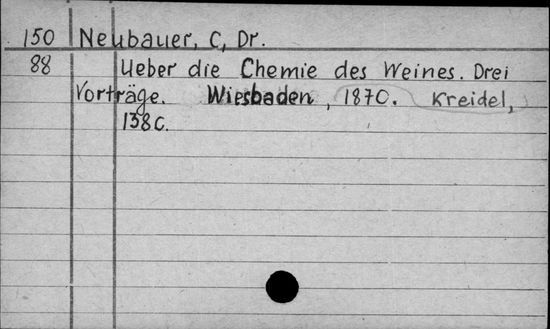 150 Neubauer, C, Dr.
88 Ueber die Chemie des Weines. Drei
Vorträge. Wiesbaden, 1870. Kreidel,
138 c.